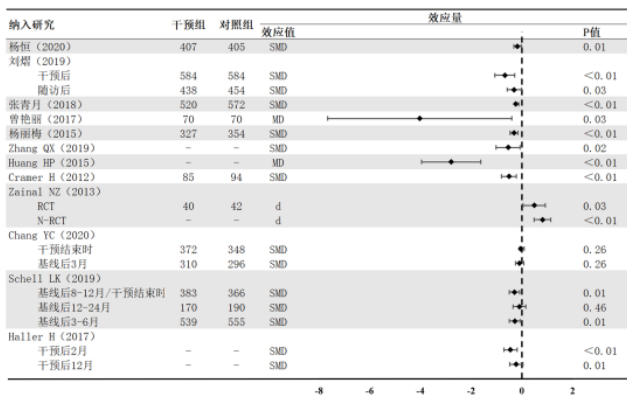 纳入研究 干预组 对照组 效应值 效应量 P值
杨恒（2020） 407 405 SMD 0.01
刘熠（2019）
干预后 584 584 SMD <0.01
随访后 438 454 SMD 0.03
张青月（2018） 520 572 SMD <0.01
曾艳丽（2017） 70 70 MD 0.03
杨丽梅（2015） 327 354 SMD <0.01
Zhang QX（2019） － － SMD 0.02
Huang HP（2015） － － MD <0.01
Cramer H（2012） 85 94 SMD <0.01
Zainal NZ（2013）
RCT 40 42 d 0.03
N-RCT － － d <0.01
Chang YC（2020）
干预结束时 372 348 SMD 0.26
基线后3月 310 296 SMD 0.26
Schell LK（2019）
基线后8-12月/干预结束时 383 366 SMD 0.01
基线后12-24月 170 190 SMD 0.46
基线后3-6月 539 555 SMD 0.01
Haller H（2017）
干预后2月 － － SMD <0.01
干预后12月 － － SMD 0.01
-8 -6 -4 -2 0 2